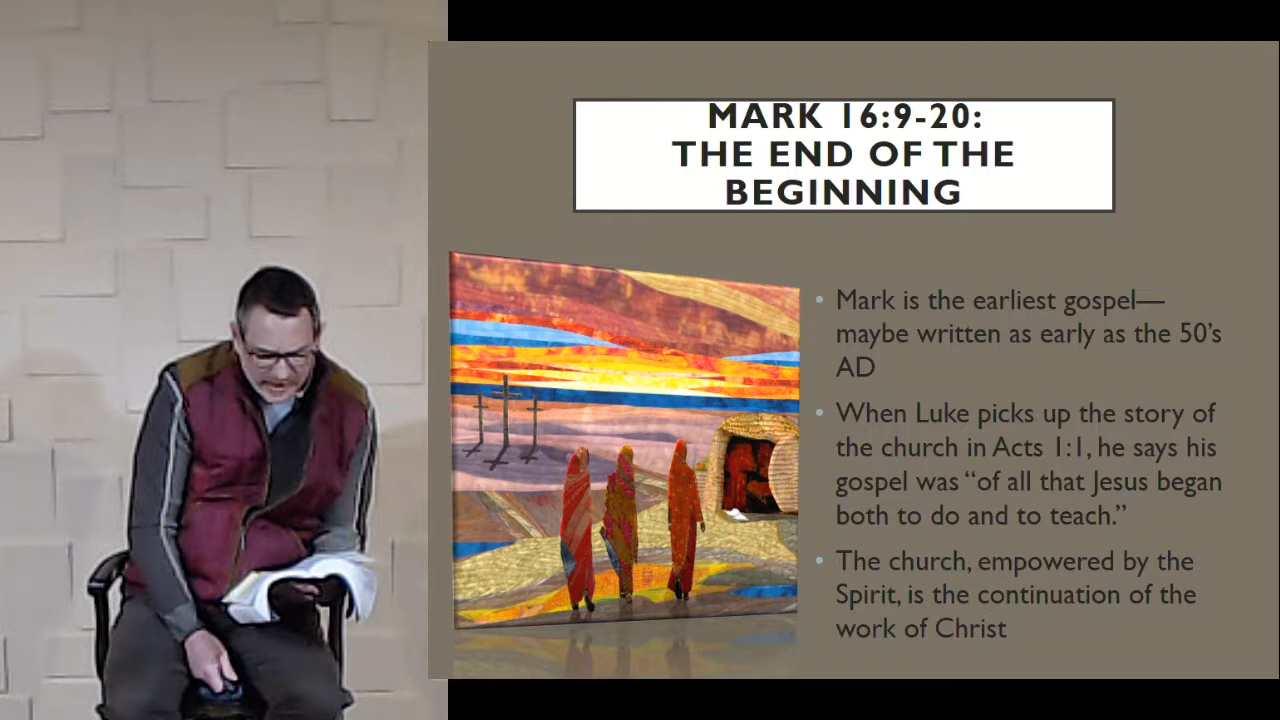 MARK 16:9-20:
THE END OF THE
BEGINNING
• Mark is the earliest gospel—
maybe written as early as the 50’s
AD
• When Luke picks up the story of
the church in Acts 1:1, he says his
gospel was “of all that Jesus began
both to do and to teach.”
• The church, empowered by the
Spirit, is the continuation of the
work of Christ